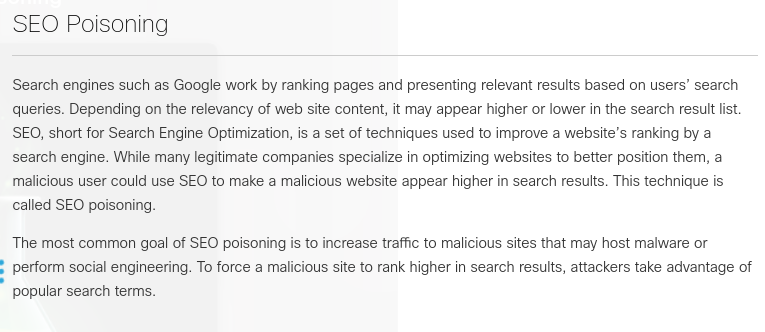 SEO Poisoning
Search engines such as Google work by ranking pages and presenting relevant results based on users’ search
queries. Depending on the relevancy of web site content, it may appear higher or lower in the search result list.
SEO, short for Search Engine Optimization, is a set of techniques used to improve a website’s ranking by a
search engine. While many legitimate companies specialize in optimizing websites to better position them, a
malicious user could use SEO to make a malicious website appear higher in search results. This technique is
called SEO poisoning.
The most common goal of SEO poisoning is to increase traffic to malicious sites that may host malware or
perform social engineering. To force a malicious site to rank higher in search results, attackers take advantage of
popular search terms.